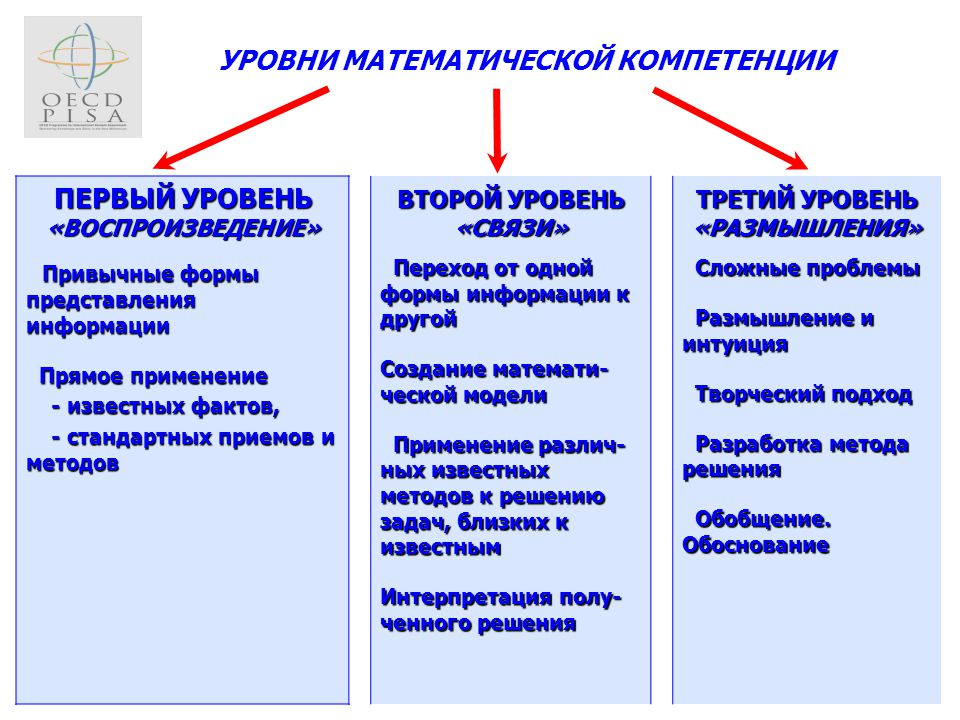 УРОВНИ МАТЕМАТИЧЕСКОЙ КОМПЕТЕНЦИИ
OECD
PISA
ПЕРВЫЙ УРОВЕНЬ
«ВОСПРОИЗВЕДЕНИЕ»
Привычные формы
представления
информации
Прямое применение
- известных фактов,
- стандартных приемов и
методов
ВТОРОЙ УРОВЕНЬ
«СВЯЗИ»
Переход от одной
формы информации к
другой
Создание математи-
ческой модели
Применение различ-
ных известных
методов к решению
задач, близких к
известным
Интерпретация полу-
ченного решения
ТРЕТИЙ УРОВЕНЬ
«РАЗМЫШЛЕНИЯ»
Сложные проблемы
Размышление и
интуиция
Творческий подход
Разработка метода
решения
Обобщение.
Обоснование